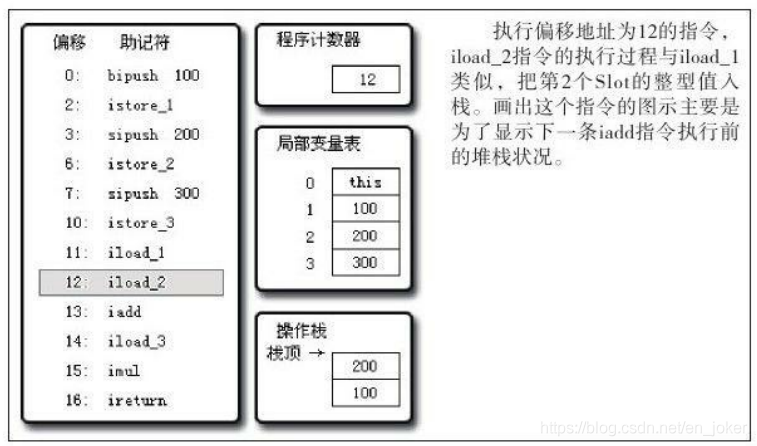 偏移 助记符
0: bipush 100
2: istore_1
3: sipush 200
6: istore_2
7: sipush 300
10: istore_3
11: iload_1
12: iload_2
13: iadd
14: iload_3
15: imul
16: ireturn
程序计数器
12
局部变量表
0 this
1 100
2 200
3 300
操作栈
栈顶 →
200
100
执行偏移地址为12的指令，
iload_2指令的执行过程与iload_1
类似，把第2个Slot的整型值入
栈。画出这个指令的图示主要是
为了显示下一条iadd指令执行前
的堆栈状况。
https://blog.csdn.net/en_joker